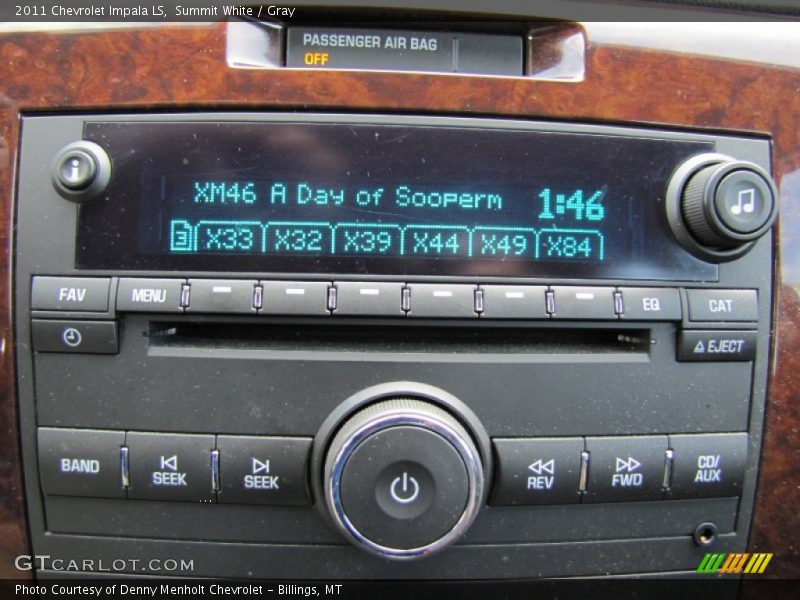 2011 Chevrolet Impala LS, Summit White / Gray
PASSENGER AIR BAG
OFF
i
XM46 A Day of Sooperm 1:46
3 X33 X32 X39 X44 X49 X84
FAV MENU EQ CAT
EJECT
BAND SEEK SEEK REV FWD CD/
AUX
GTCARLOT.COM
Photo Courtesy of Denny Menholt Chevrolet - Billings, MT